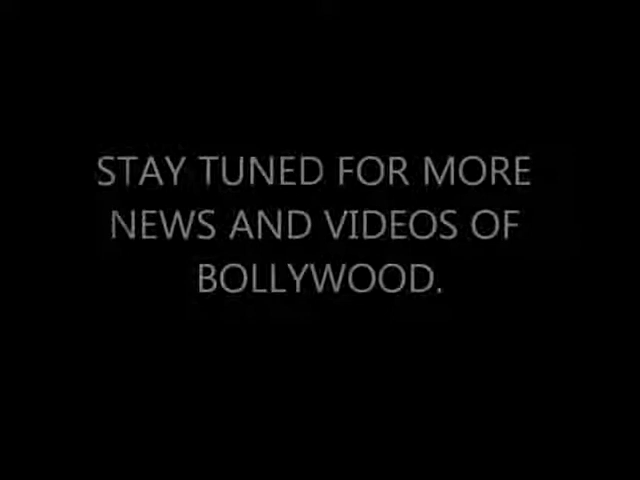 STAY TUNED FOR MORE
NEWS AND VIDEOS OF
BOLLYWOOD.